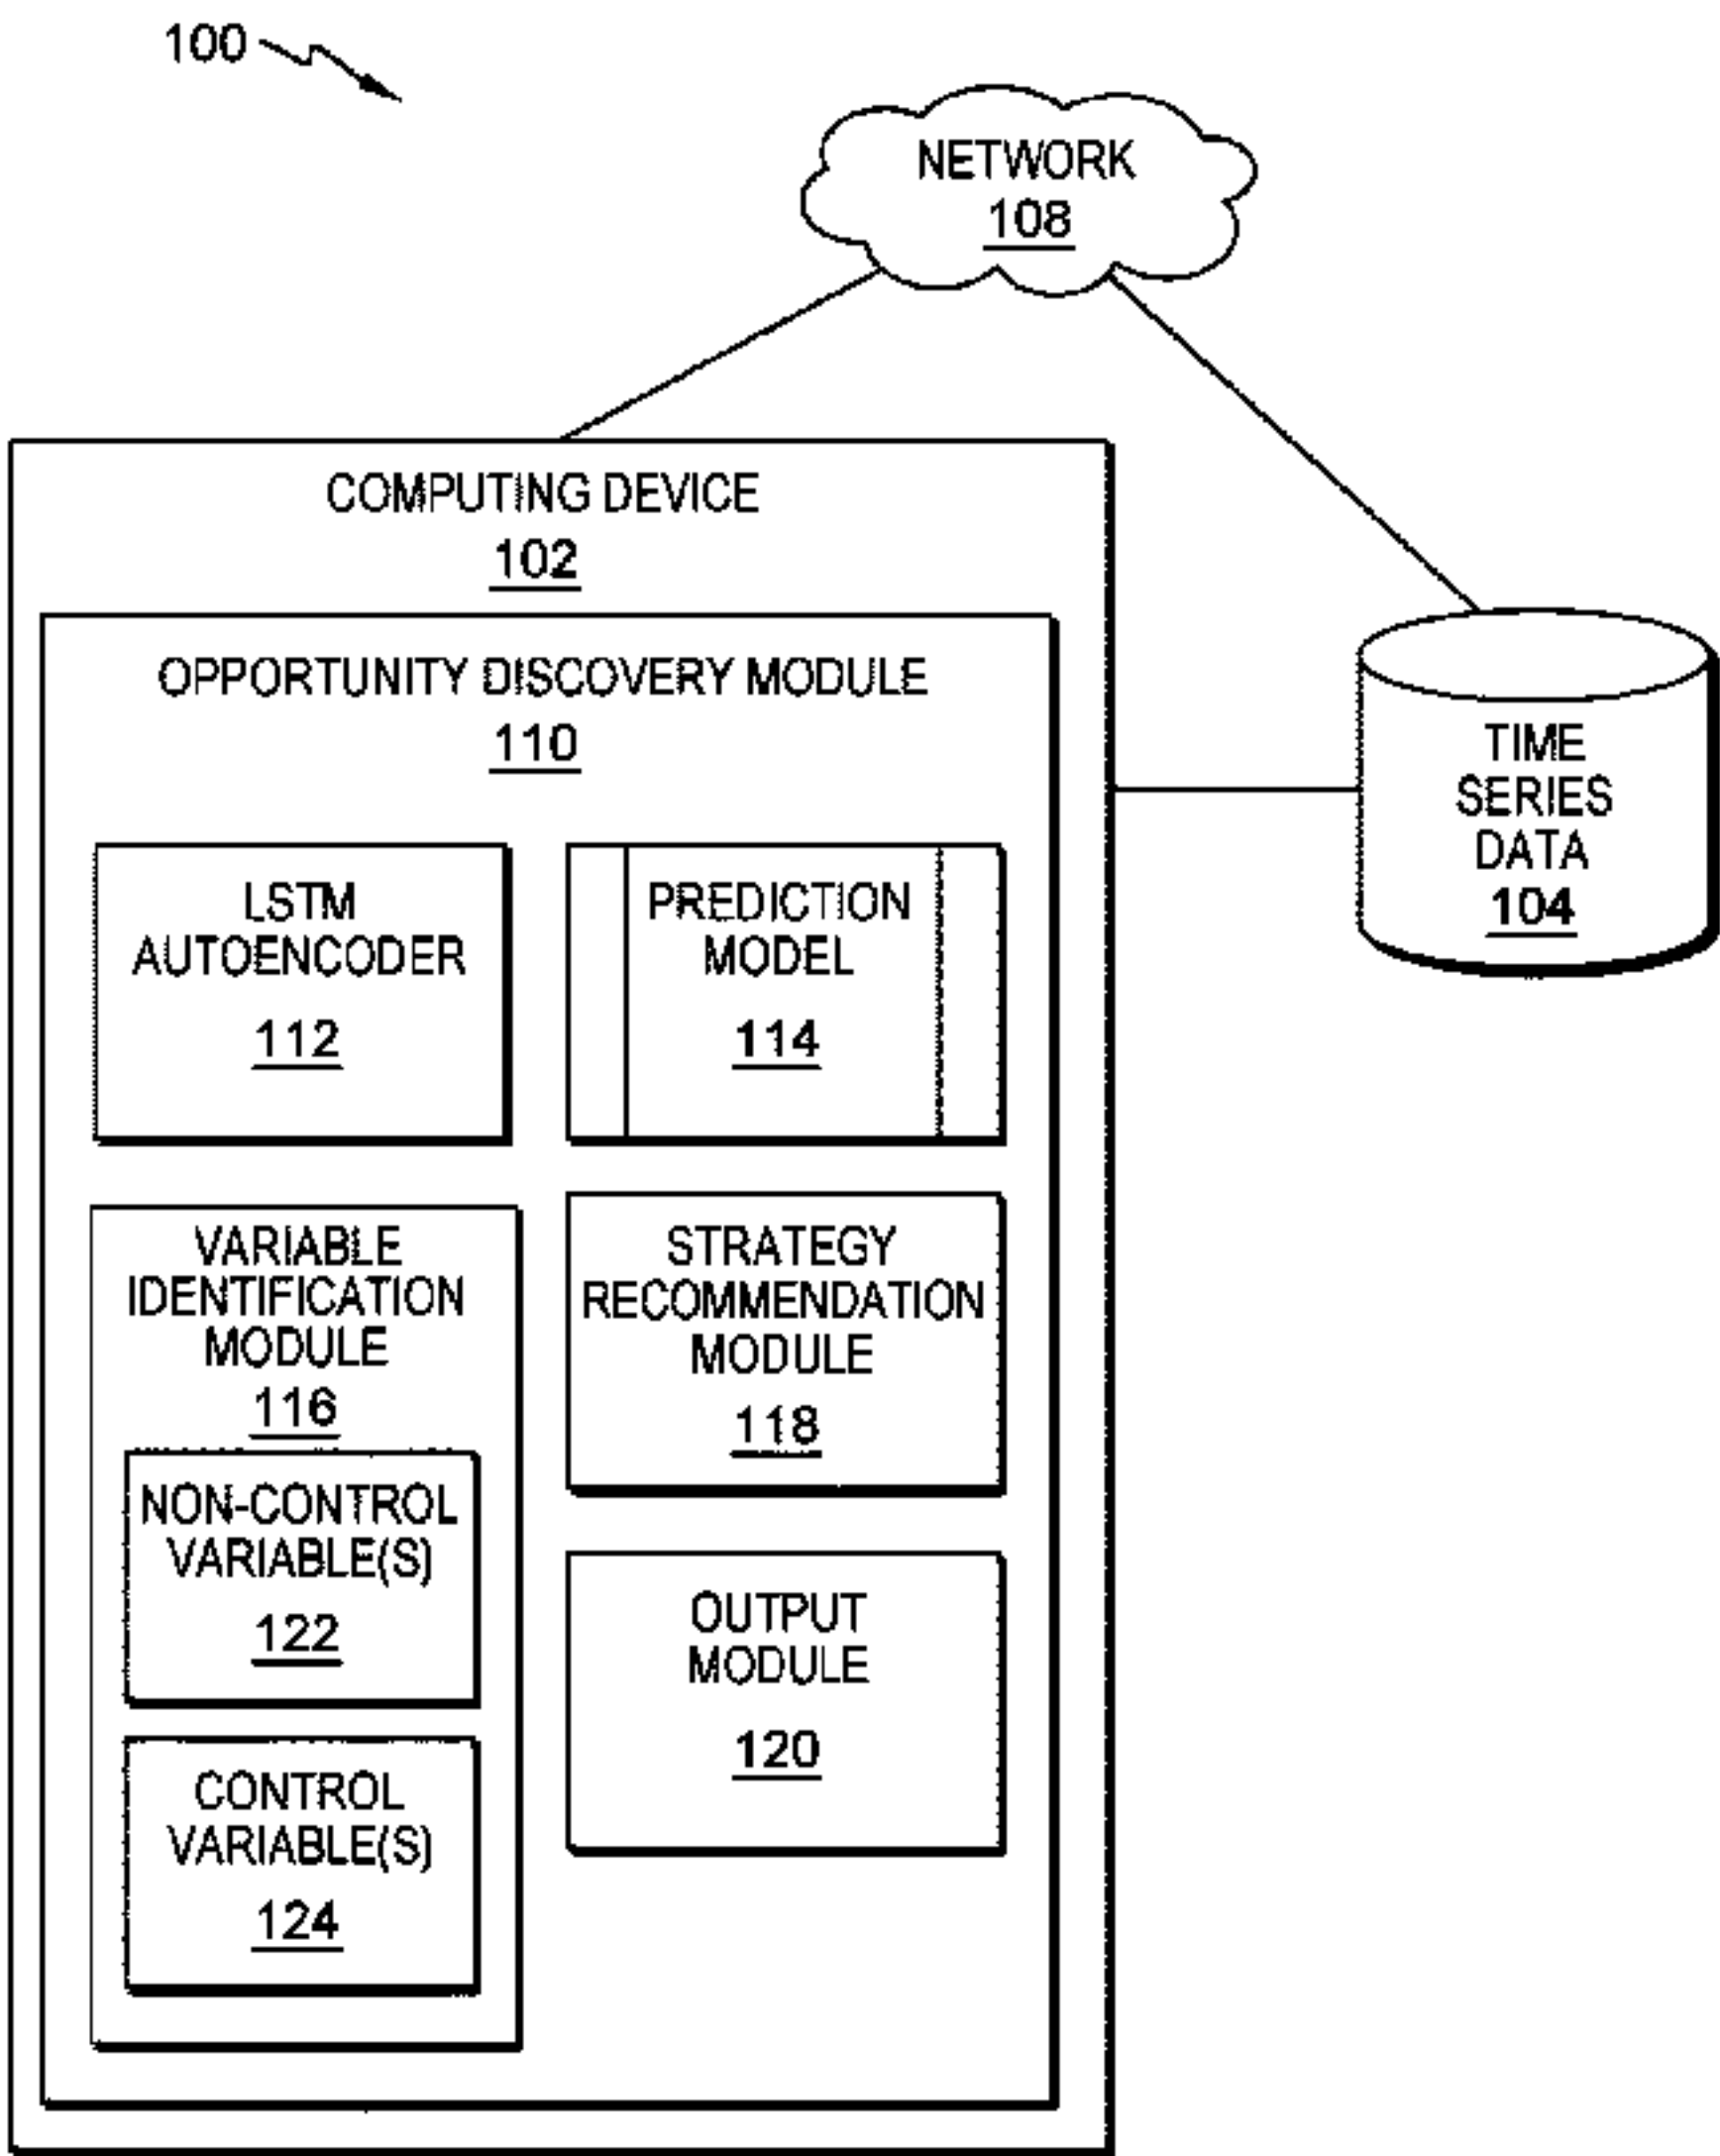 100
NETWORK
108
COMPUTING DEVICE
102
OPPORTUNITY DISCOVERY MODULE
110
TIME
SERIES
DATA
104
LSTM
AUTOENCODER
112
PREDICTION
MODEL
114
VARIABLE
IDENTIFICATION
MODULE
116
NON-CONTROL
VARIABLE(S)
122
CONTROL
VARIABLE(S)
124
STRATEGY
RECOMMENDATION
MODULE
118
OUTPUT
MODULE
120